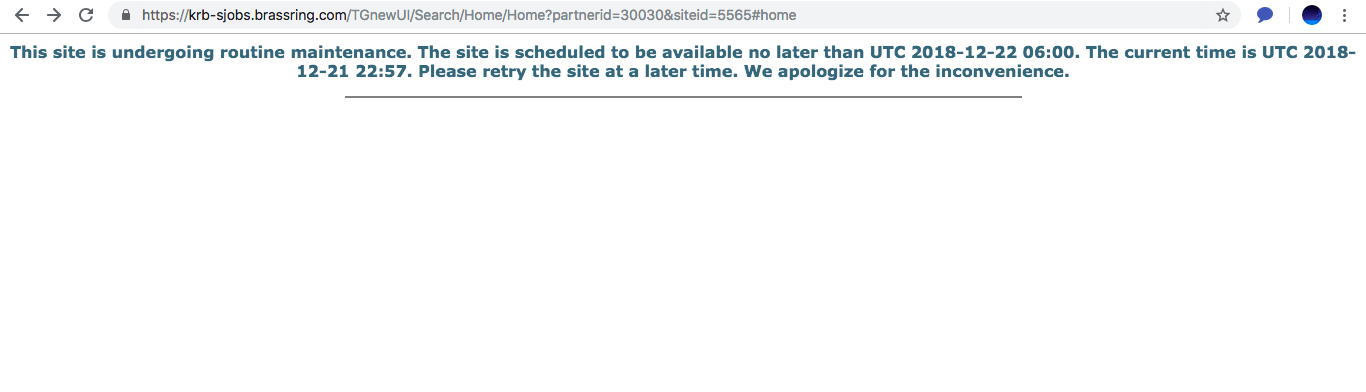 https://krb-sjobs.brassring.com/TGnewUI/Search/Home/Home?partnerid=30030&siteid=5565#home
This site is undergoing routine maintenance. The site is scheduled to be available no later than UTC 2018-12-22 06:00. The current time is UTC 2018-
12-21 22:57. Please retry the site at a later time. We apologize for the inconvenience.